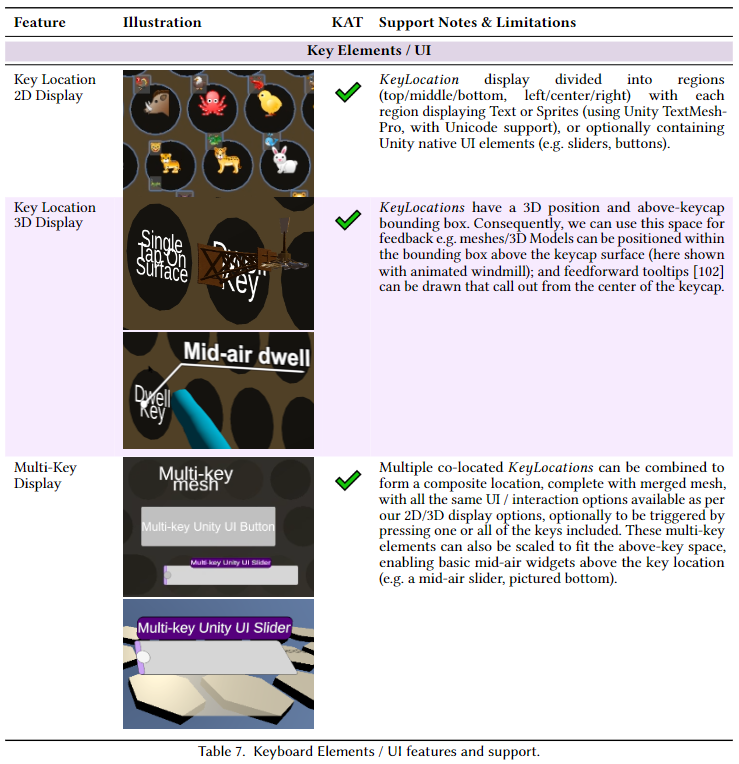 Feature Illustration KAT Support Notes & Limitations
Key Elements / UI
Key Location
2D Display
KeyLocation display divided into regions
(top/middle/bottom, left/center/right) with each
region displaying Text or Sprites (using Unity TextMesh-
Pro, with Unicode support), or optionally containing
Unity native UI elements (e.g. sliders, buttons).
Key Location
3D Display
Single
Tap On
Surface
Dwell
Key
Mid-air dwell
Dwell
Key
KeyLocations have a 3D position and above-keycap
bounding box. Consequently, we can use this space for
feedback e.g. meshes/3D Models can be positioned within
the bounding box above the keycap surface (here shown
with animated windmill); and feedforward tooltips [102]
can be drawn that call out from the center of the keycap.
Multi-Key
Display
Multi-key
mesh
Multi-key Unity UI Button
Multi-key Unity UI Slider
Multi-key Unity UI Slider
Multiple co-located KeyLocations can be combined to
form a composite location, complete with merged mesh,
with all the same UI / interaction options available as per
our 2D/3D display options, optionally to be triggered by
pressing one or all of the keys included. These multi-key
elements can also be scaled to fit the above-key space,
enabling basic mid-air widgets above the key location
(e.g. a mid-air slider, pictured bottom).
Table 7. Keyboard Elements / UI features and support.